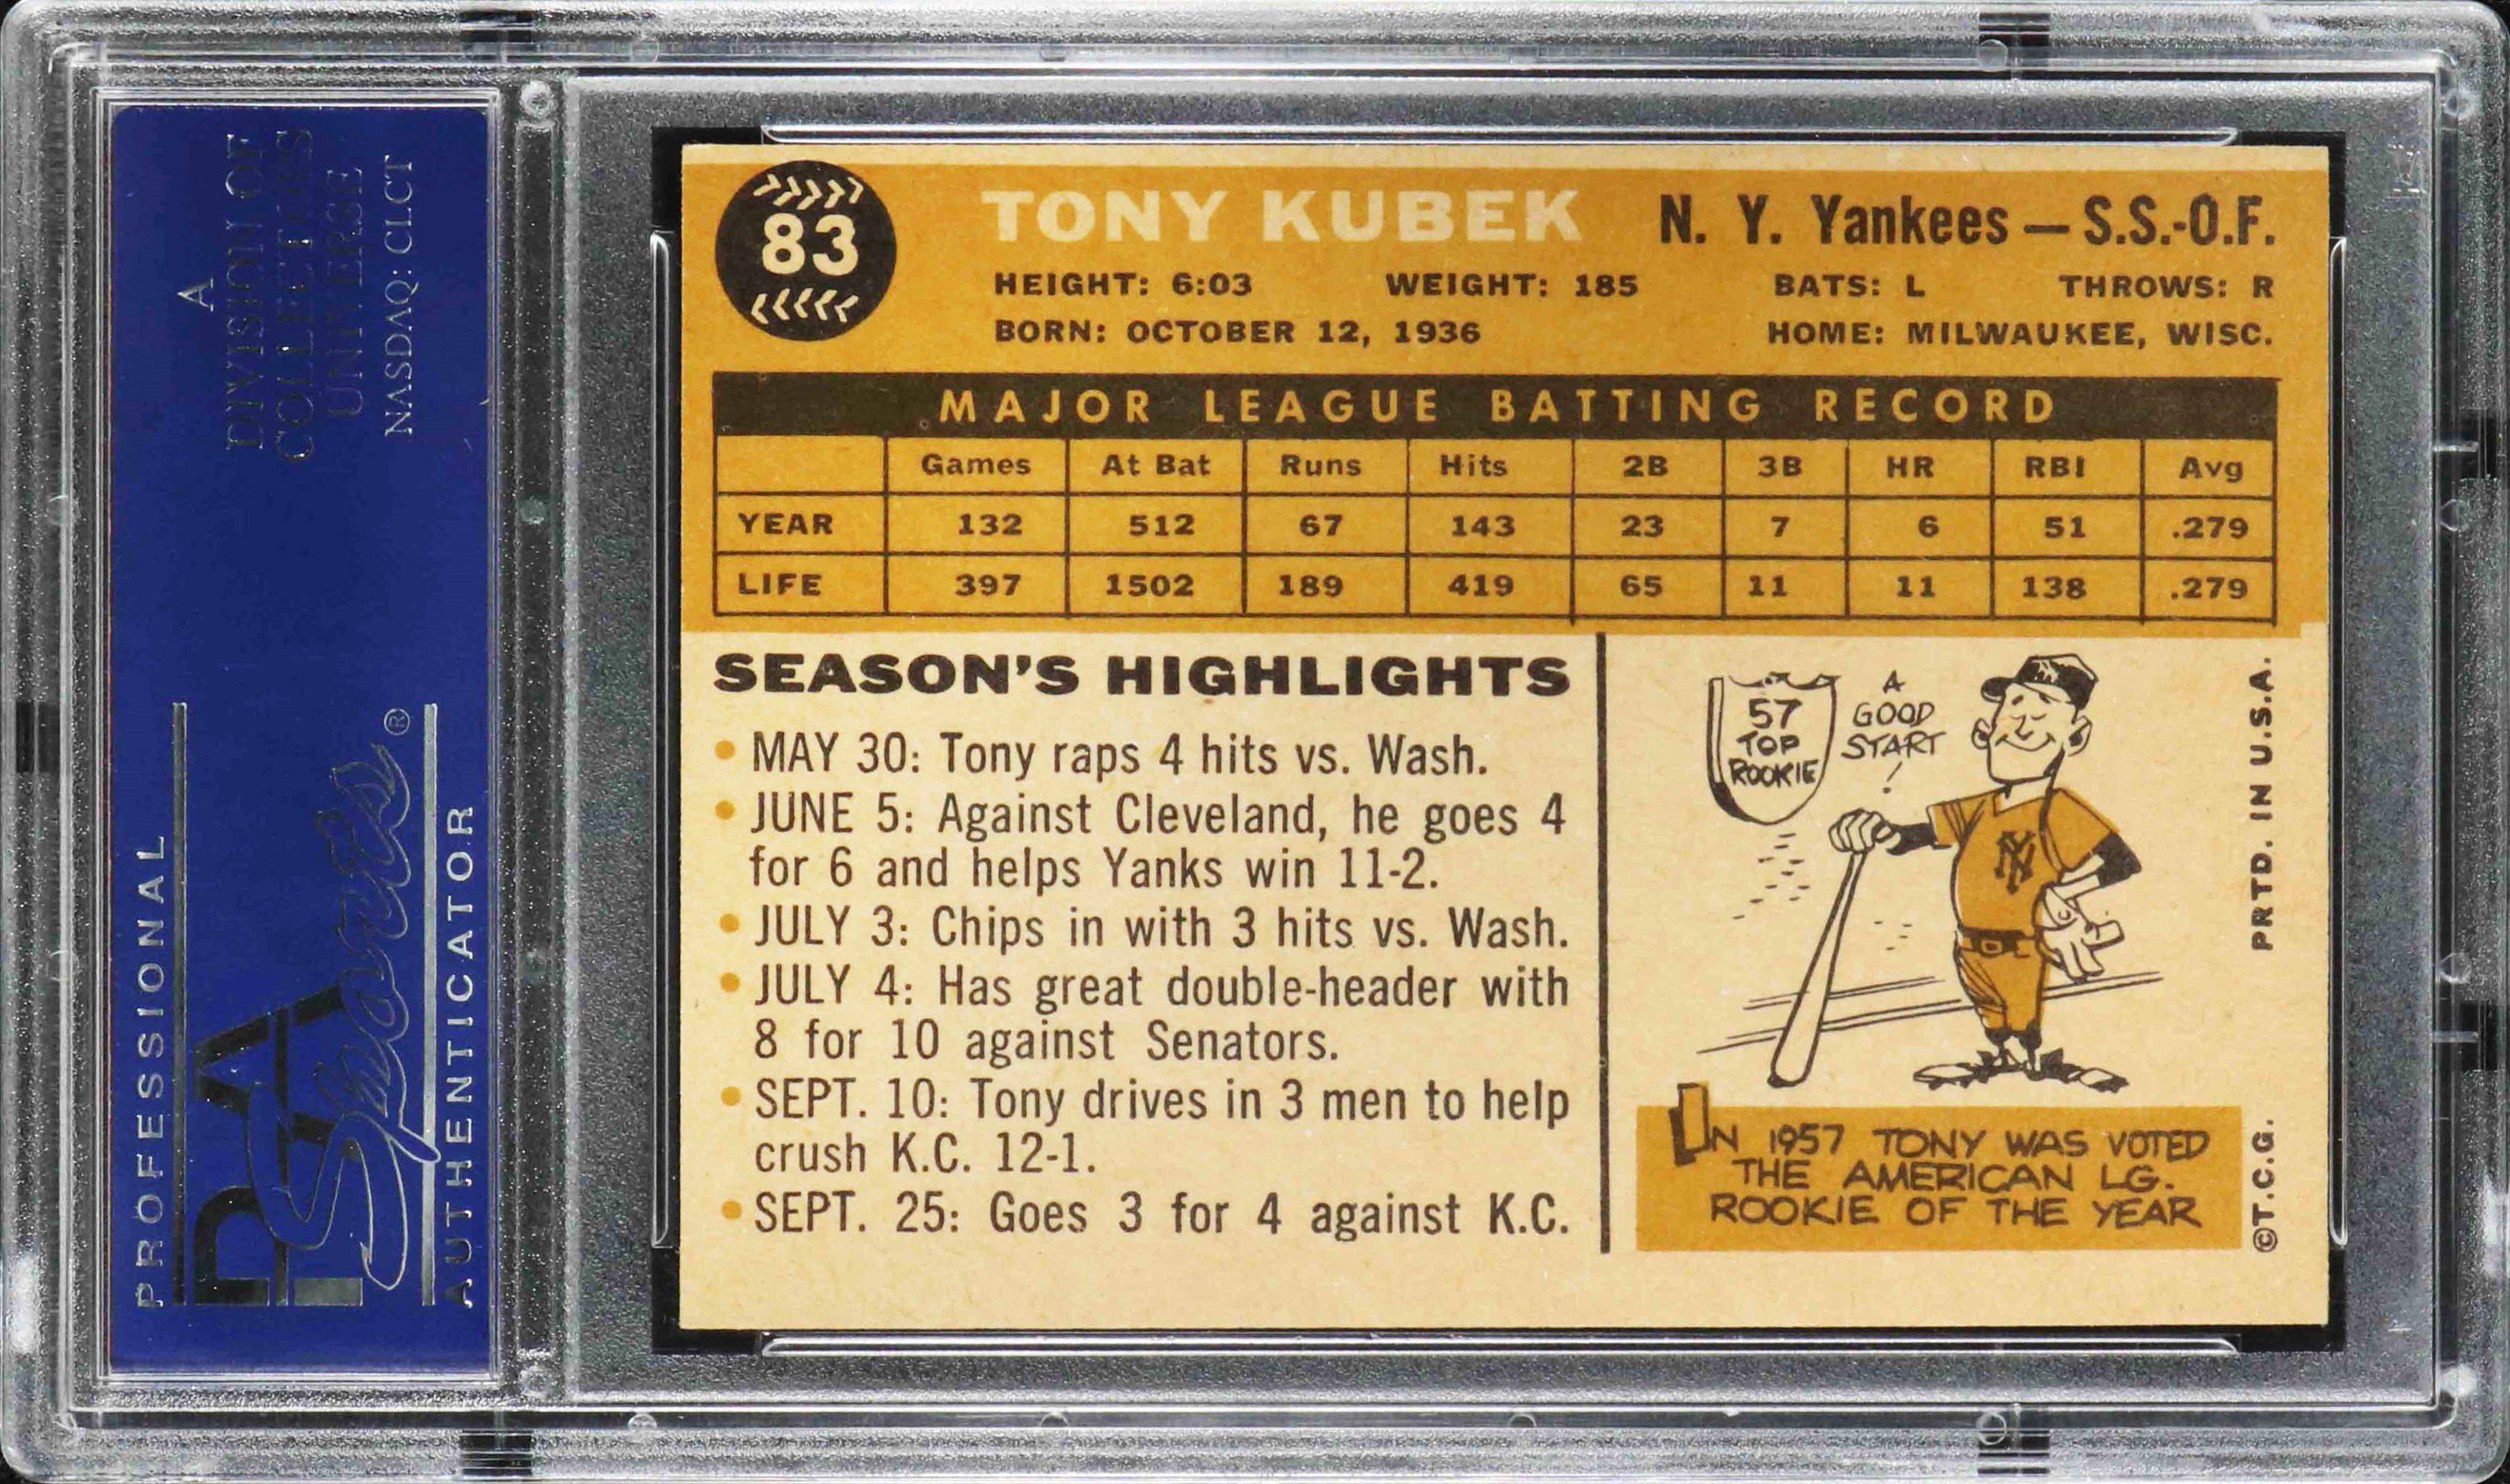 A
DIVISION OF
COLLECTORS
UNIVERSE
NASDAQ: CLCT
PROFESSIONAL
PSA
Sports®
AUTHENTICATOR
83
TONY KUBEK
N. Y. Yankees — S.S.-O.F.
HEIGHT: 6:03 WEIGHT: 185 BATS: L THROWS: R
BORN: OCTOBER 12, 1936 HOME: MILWAUKEE, WISC.
MAJOR LEAGUE BATTING RECORD
Games At Bat Runs Hits 2B 3B HR RBI Avg
YEAR 132 512 67 143 23 7 6 51 .279
LIFE 397 1502 189 419 65 11 11 138 .279
SEASON'S HIGHLIGHTS
• MAY 30: Tony raps 4 hits vs. Wash.
• JUNE 5: Against Cleveland, he goes 4
for 6 and helps Yanks win 11-2.
• JULY 3: Chips in with 3 hits vs. Wash.
• JULY 4: Has great double-header with
8 for 10 against Senators.
• SEPT. 10: Tony drives in 3 men to help
crush K.C. 12-1.
• SEPT. 25: Goes 3 for 4 against K.C.
57
TOP
ROOKIE
A
GOOD
START
!
NY
IN 1957 TONY WAS VOTED
THE AMERICAN LG.
ROOKIE OF THE YEAR
©T.C.G. PRTD. IN U.S.A.